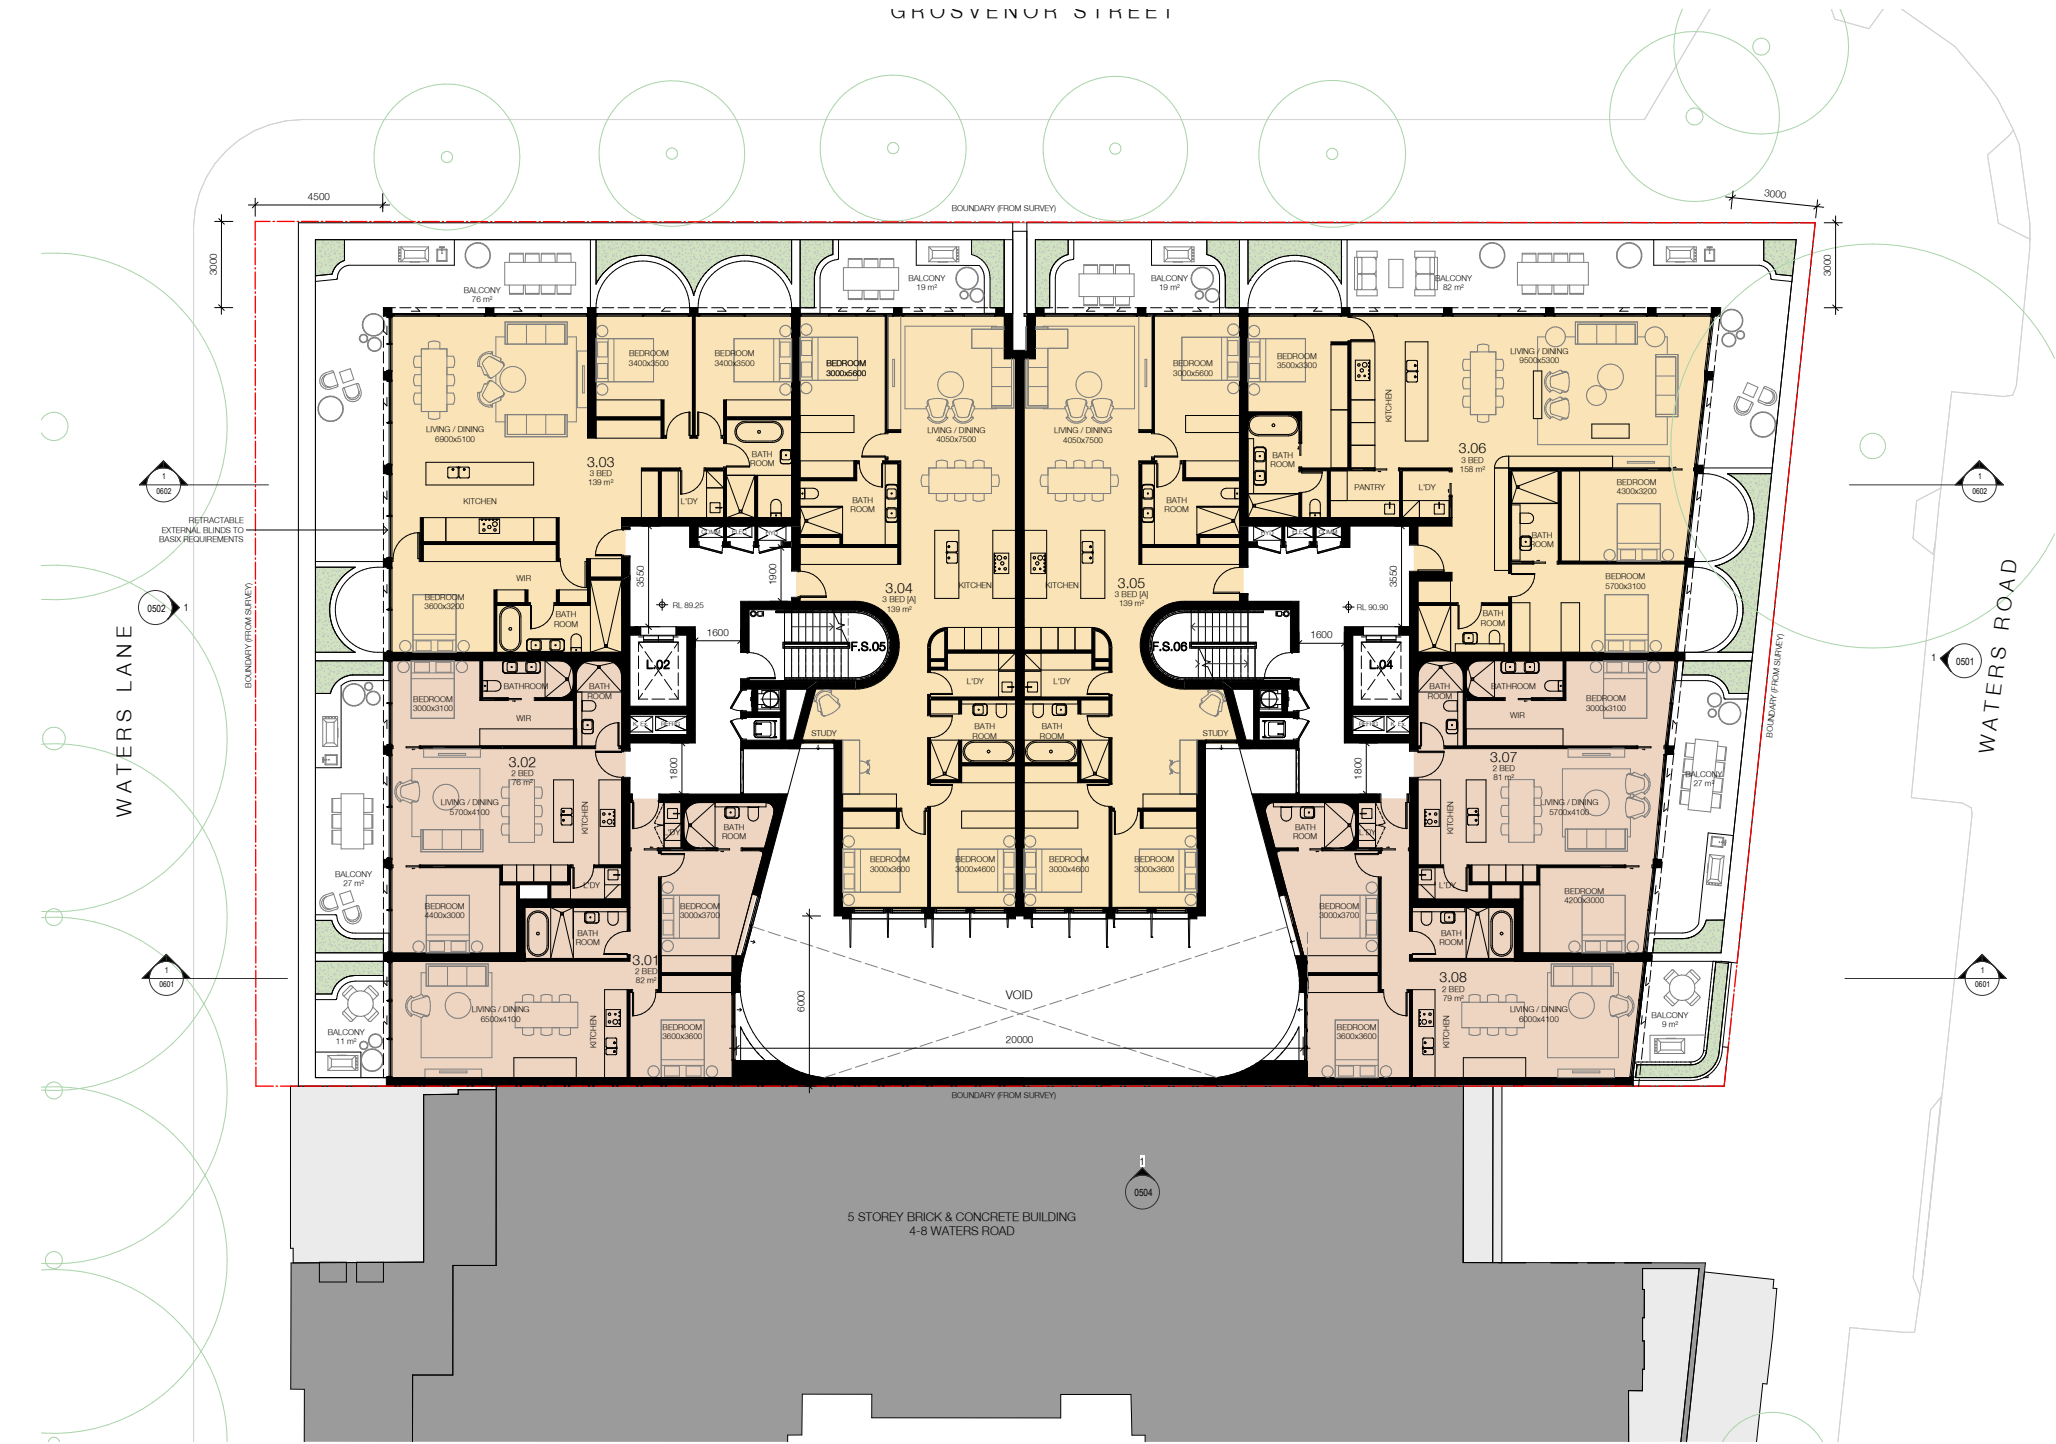 GROSVENOR STREET
4500
3000
BOUNDARY (FROM SURVEY)
3000
3000
BALCONY
76 m²
BALCONY
19 m²
BALCONY
19 m²
BALCONY
82 m²
BEDROOM
3400x3500
BEDROOM
3400x3500
BEDROOM
3000x5600
BEDROOM
3000x5600
BEDROOM
3500x3300
LIVING / DINING
9500x5300
LIVING / DINING
6900x5100
LIVING / DINING
4050x7500
LIVING / DINING
4050x7500
KITCHEN
3.03
3 BED
139 m²
BATH
ROOM
BATH
ROOM
3.06
3 BED
158 m²
KITCHEN
L'DY
BATH
ROOM
BATH
ROOM
PANTRY
L'DY
BEDROOM
4300x3200
1
0602
1
0602
RETRACTABLE
EXTERNAL BLINDS TO
BASIX REQUIREMENTS
BATH
ROOM
WIR
3550
1900
KITCHEN
KITCHEN
3550
BEDROOM
3600x3200
BATH
ROOM
RL 89.25
3.04
3 BED [A]
139 m²
3.05
3 BED [A]
139 m²
RL 90.90
BATH
ROOM
BEDROOM
5700x3100
0502
1
1600
F.S.05
F.S.06
1600
1
0501
WATERS LANE
WATERS ROAD
BOUNDARY (FROM SURVEY)
BOUNDARY (FROM SURVEY)
L.02
L.04
BEDROOM
3000x3100
BATHROOM
BATH
ROOM
WIR
L'DY
L'DY
BATH
ROOM
BATHROOM
WIR
BEDROOM
3000x3100
STUDY
BATH
ROOM
BATH
ROOM
STUDY
3.02
2 BED
76 m²
1800
1800
3.07
2 BED
81 m²
BALCONY
27 m²
LIVING / DINING
5700x4100
KITCHEN
L'DY
BATH
ROOM
BATH
ROOM
L'DY
KITCHEN
LIVING / DINING
5700x4100
BALCONY
27 m²
BEDROOM
3000x3600
BEDROOM
3000x4600
BEDROOM
3000x4600
BEDROOM
3000x3600
L'DY
L'DY
BEDROOM
4400x3000
BEDROOM
3000x3700
BEDROOM
3000x3700
BEDROOM
4200x3000
BATH
ROOM
BATH
ROOM
1
0601
1
0601
3.01
2 BED
82 m²
3.08
2 BED
79 m²
6000
VOID
LIVING / DINING
6500x4100
LIVING / DINING
6000x4100
BALCONY
11 m²
KITCHEN
BEDROOM
3600x3600
20000
BEDROOM
3600x3600
KITCHEN
BALCONY
9 m²
BOUNDARY (FROM SURVEY)
1
0504
5 STOREY BRICK & CONCRETE BUILDING
4-8 WATERS ROAD